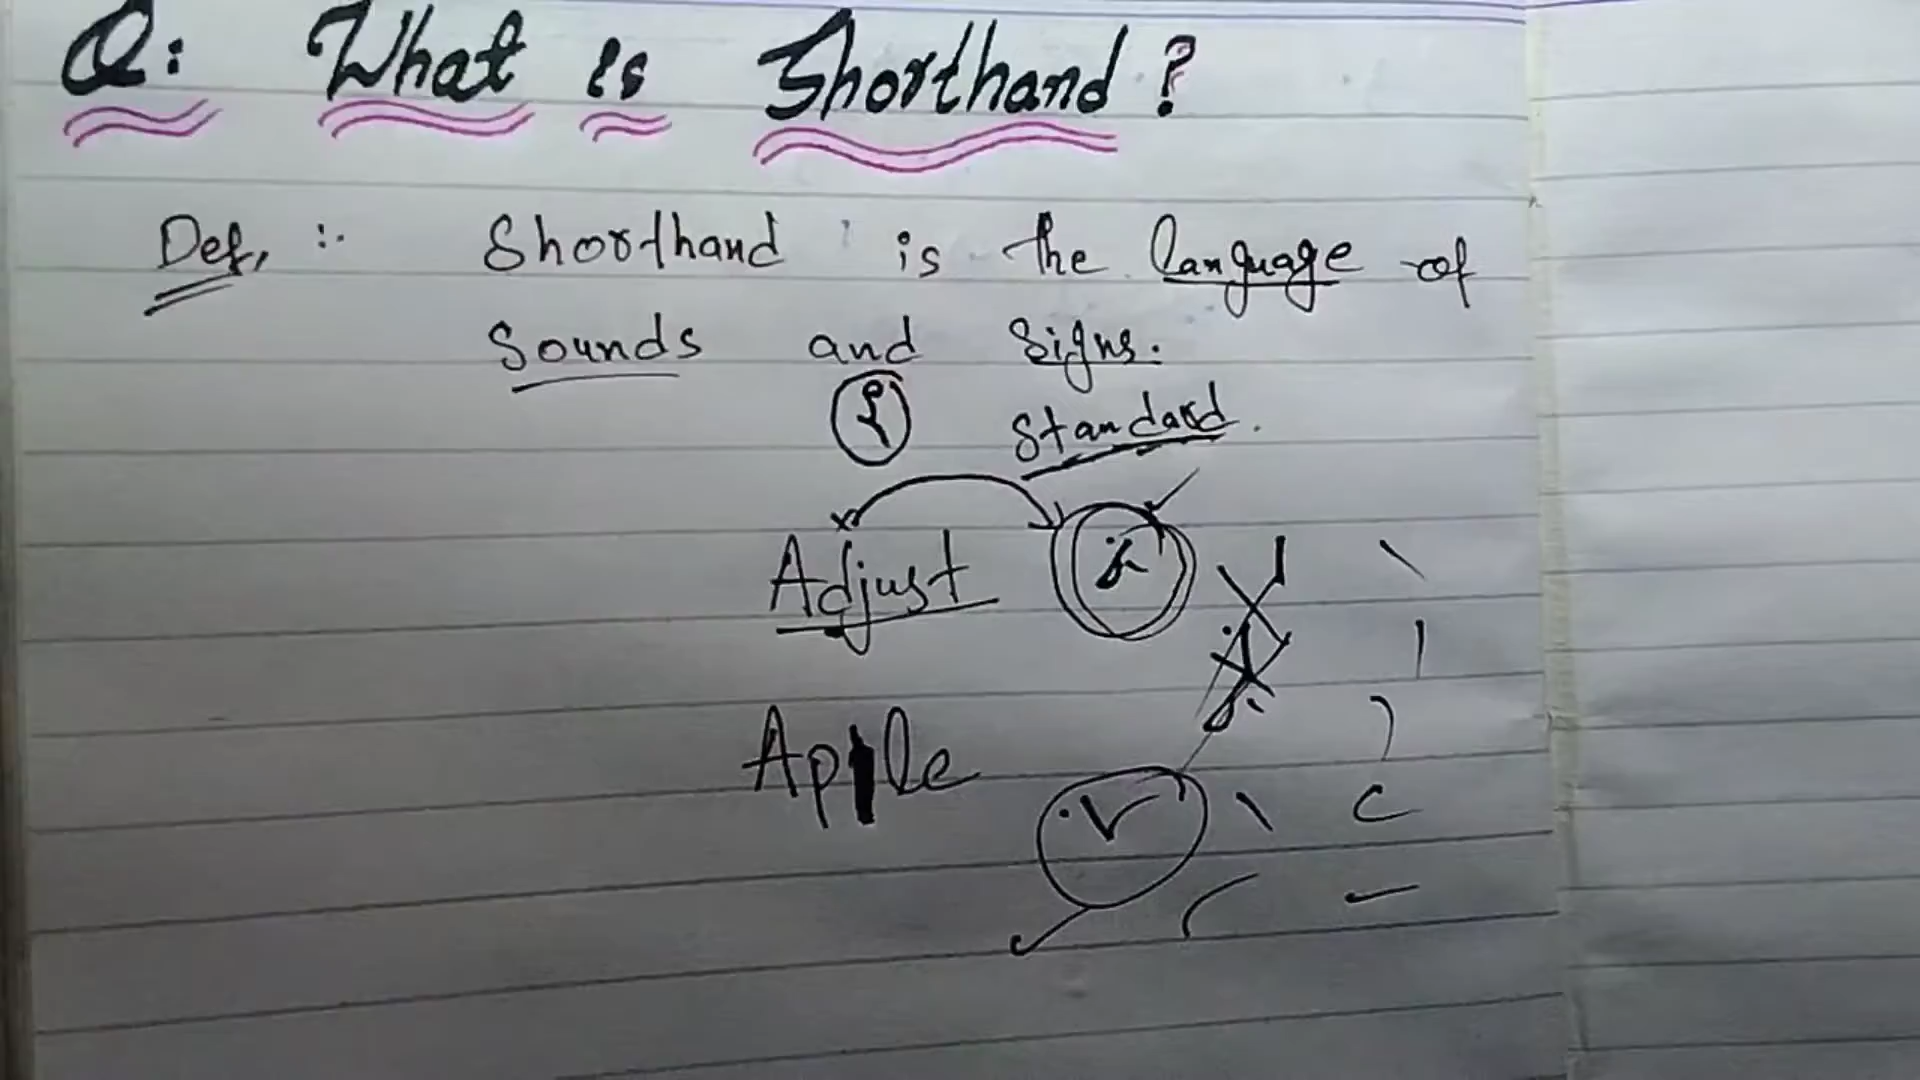 Q: What is Shorthand?
Def, :- Shorthand is the language of
Sounds and Signs.
Standard.
Adjust
Apple